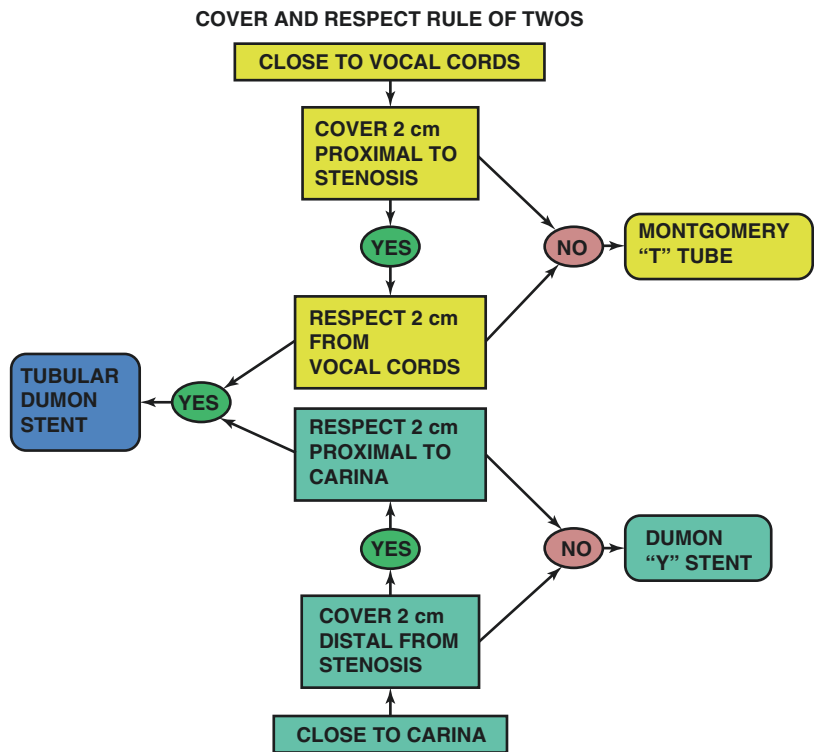 COVER AND RESPECT RULE OF TWOS
CLOSE TO VOCAL CORDS
COVER 2 cm
PROXIMAL TO
STENOSIS
YES
NO
MONTGOMERY
“T” TUBE
RESPECT 2 cm
FROM
VOCAL CORDS
TUBULAR
DUMON
STENT
YES
RESPECT 2 cm
PROXIMAL TO
CARINA
YES
NO
DUMON
“Y” STENT
COVER 2 cm
DISTAL FROM
STENOSIS
CLOSE TO CARINA